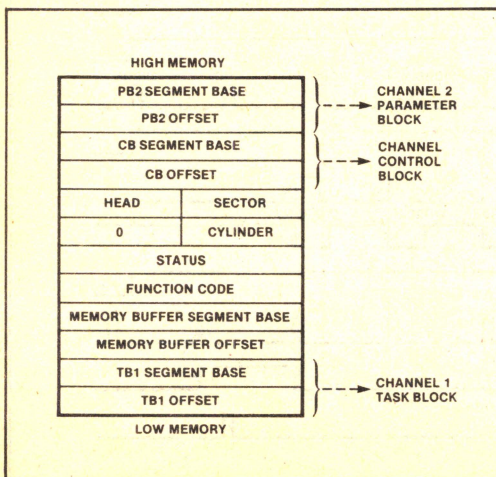 HIGH MEMORY
PB2 SEGMENT BASE
PB2 OFFSET
CHANNEL 2
PARAMETER
BLOCK
CB SEGMENT BASE
CB OFFSET
CHANNEL
CONTROL
BLOCK
HEAD SECTOR
0 CYLINDER
STATUS
FUNCTION CODE
MEMORY BUFFER SEGMENT BASE
MEMORY BUFFER OFFSET
TB1 SEGMENT BASE
TB1 OFFSET
CHANNEL 1
TASK BLOCK
LOW MEMORY